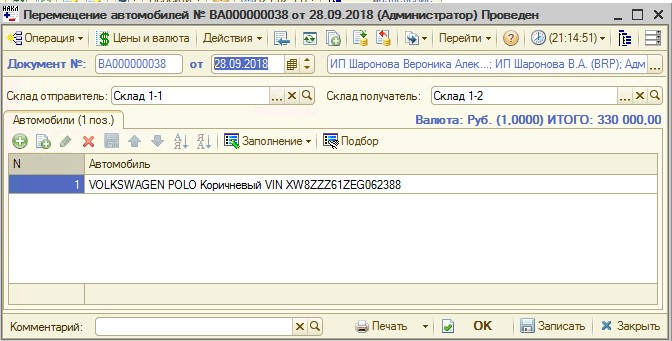 НАКЛ Перемещение автомобилей № ВА000000038 от 28.09.2018 (Администратор) Проведен
Операция Цены и валюта Действия Перейти (21:14:51)
Документ №: ВА000000038 от 28.09.2018 ИП Шаронова Вероника Алек...; ИП Шаронова В.А. (BRP); Адм ...
Склад отправитель: Склад 1-1 ... Склад получатель: Склад 1-2 ...
Автомобили (1 поз.) Валюта: Руб. (1,0000) ИТОГО: 330 000,00
Заполнение Подбор
N Автомобиль
1 VOLKSWAGEN POLO Коричневый VIN XW8ZZZ61ZEG062388
Комментарий: Печать OK Записать Закрыть